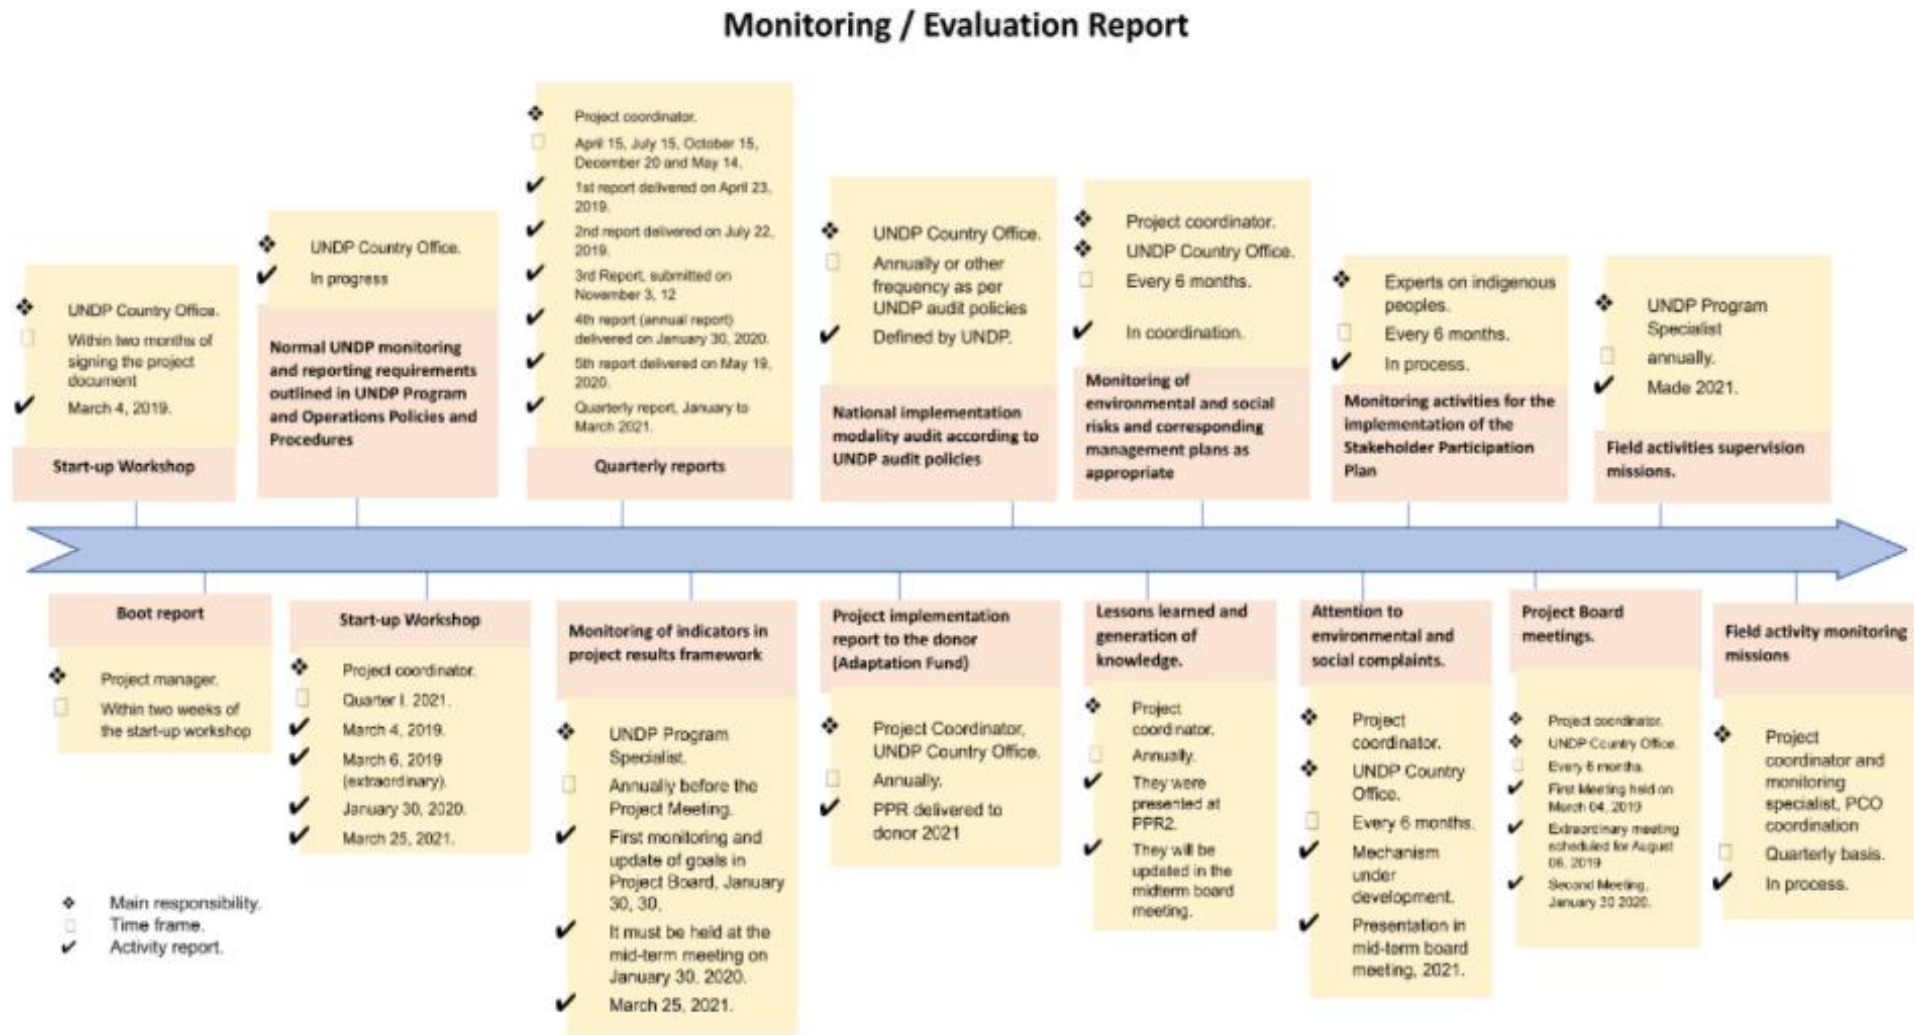 Monitoring / Evaluation Report
❖ UNDP Country Office.
Within two months of
signing the project
document
✔ March 4, 2019.
Start-up Workshop
❖ UNDP Country Office.
✔ In progress
Normal UNDP monitoring
and reporting requirements
outlined in UNDP Program
and Operations Policies and
Procedures
❖ Project coordinator.
April 15, July 15, October 15,
December 20 and May 14.
✔ 1st report delivered on April 23,
2019.
✔ 2nd report delivered on July 22,
2019.
✔ 3rd Report, submitted on
November 3, 12
✔ 4th report (annual report)
delivered on January 30, 2020.
✔ 5th report delivered on May 19,
2020.
✔ Quarterly report, January to
March 2021.
Quarterly reports
❖ UNDP Country Office.
Annually or other
frequency as per
UNDP audit policies
✔ Defined by UNDP.
National implementation
modality audit according to
UNDP audit policies
❖ Project coordinator.
❖ UNDP Country Office.
Every 6 months.
✔ In coordination.
Monitoring of
environmental and social
risks and corresponding
management plans as
appropriate
❖ Experts on indigenous
peoples.
Every 6 months.
✔ In process.
Monitoring activities for the
implementation of the
Stakeholder Participation
Plan
❖ UNDP Program
Specialist
annually.
✔ Made 2021.
Field activities supervision
missions.
Boot report
❖ Project manager.
Within two weeks of
the start-up workshop
Start-up Workshop
❖ Project coordinator.
Quarter I. 2021.
✔ March 4, 2019.
✔ March 6, 2019
(extraordinary).
✔ January 30, 2020.
✔ March 25, 2021.
Monitoring of indicators in
project results framework
❖ UNDP Program
Specialist.
Annually before the
Project Meeting.
✔ First monitoring and
update of goals in
Project Board, January
30, 30,
✔ It must be held at the
mid-term meeting on
January 30. 2020.
✔ March 25, 2021.
Project implementation
report to the donor
(Adaptation Fund)
❖ Project Coordinator,
UNDP Country Office.
Annually.
✔ PPR delivered to
donor 2021
Lessons learned and
generation of
knowledge.
❖ Project
coordinator.
Annually.
✔ They were
presented at
PPR2.
✔ They will be
updated in the
midterm board
meeting.
Attention to
environmental and
social complaints.
❖ Project
coordinator.
❖ UNDP Country
Office.
Every 6 months.
✔ Mechanism
under
development.
✔ Presentation in
mid-term board
meeting, 2021.
Project Board
meetings.
❖ Project coordinator.
❖ UNDP Country Office.
Every 6 months.
✔ First Meeting held on
March 04, 2019
✔ Extraordinary meeting
scheduled for August
06, 2019
✔ Second Meeting,
January 30 2020.
Field activity monitoring
missions
❖ Project
coordinator and
monitoring
specialist, PCO
coordination
Quarterly basis.
✔ In process.
❖ Main responsibility.
Time frame.
✔ Activity report.